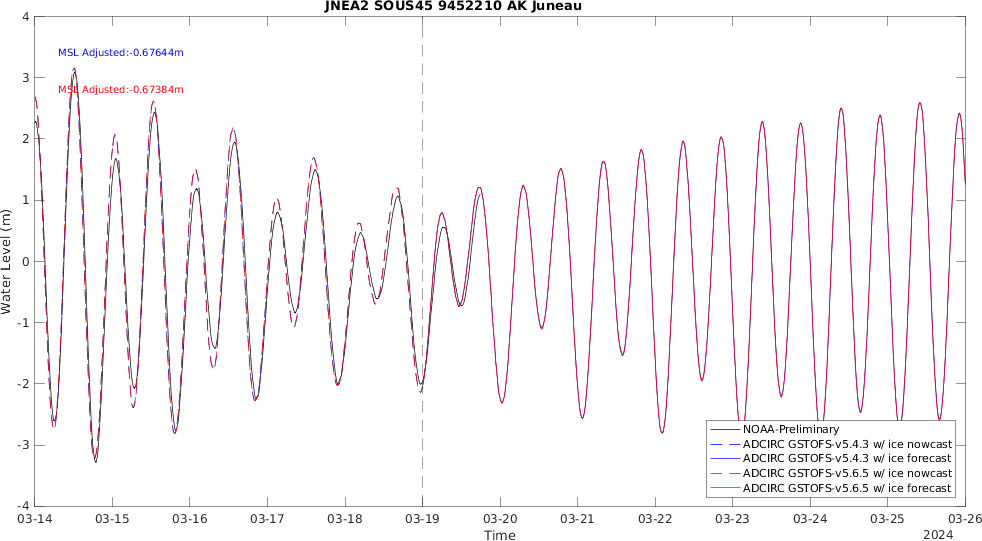 JNEA2 SOUS45 9452210 AK Juneau
MSL Adjusted:-0.67644m
MSL Adjusted:-0.67384m
Water Level (m)
4
3
2
1
0
-1
-2
-3
-4
NOAA-Preliminary
ADCIRC GSTOFS-v5.4.3 w/ ice nowcast
ADCIRC GSTOFS-v5.4.3 w/ ice forecast
ADCIRC GSTOFS-v5.6.5 w/ ice nowcast
ADCIRC GSTOFS-v5.6.5 w/ ice forecast
03-14 03-15 03-16 03-17 03-18 03-19 03-20 03-21 03-22 03-23 03-24 03-25 03-26
Time
2024